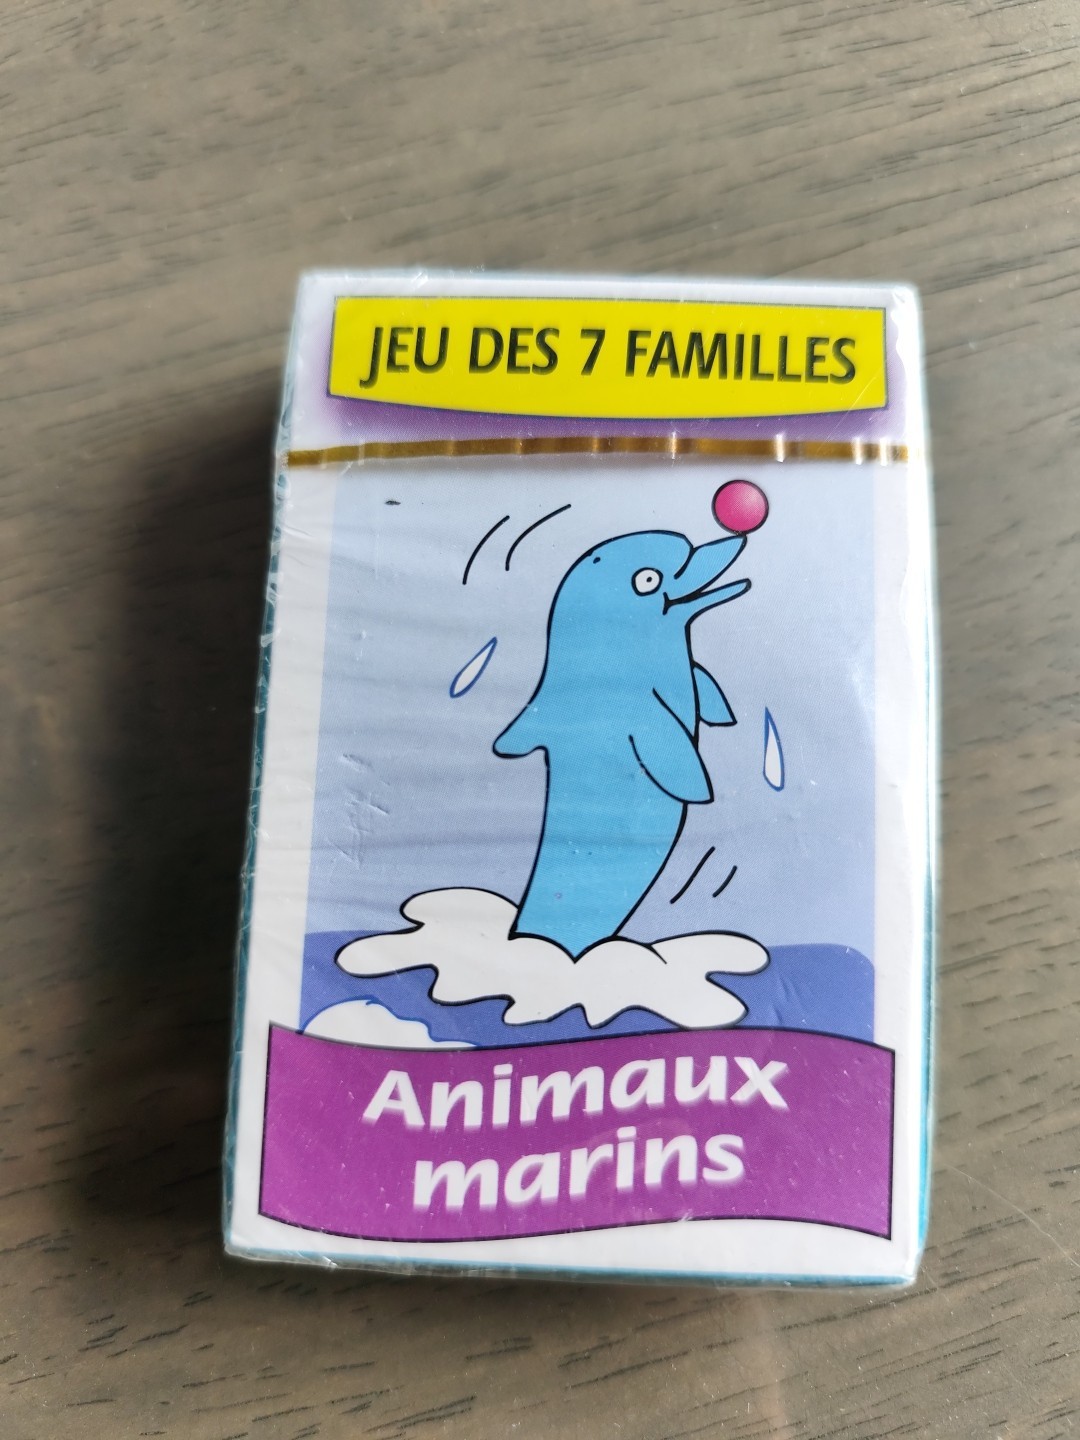 JEU DES 7 FAMILLES
Animaux
marins